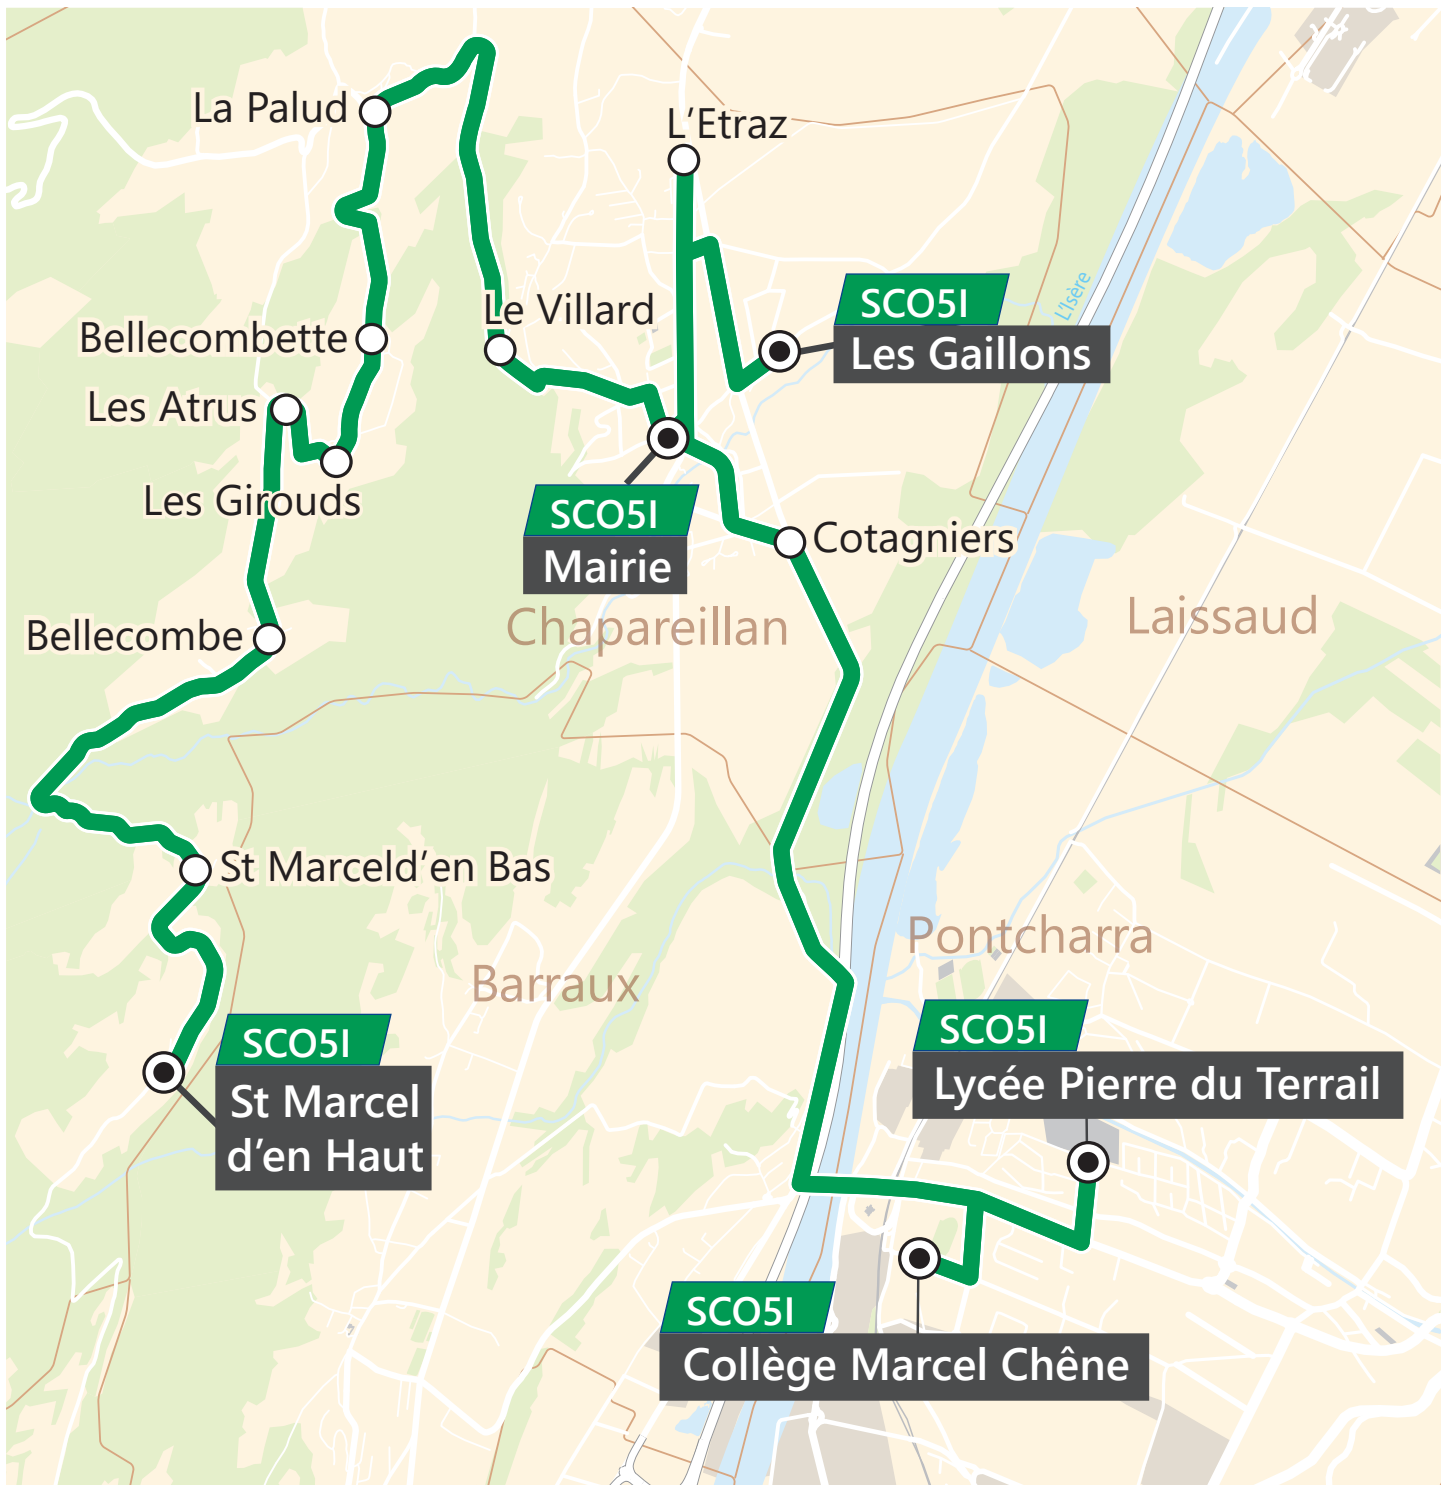 La Palud
L'Etraz
L'Isère
SCO5I
Les Gaillons
Le Villard
Bellecombette
Les Atrus
Les Girouds
SCO5I
Mairie
Cotagniers
Chapareillan
Laissaud
Bellecombe
St Marceld'en Bas
Pontcharra
Barraux
SCO5I
St Marcel
d'en Haut
SCO5I
Lycée Pierre du Terrail
SCO5I
Collège Marcel Chêne